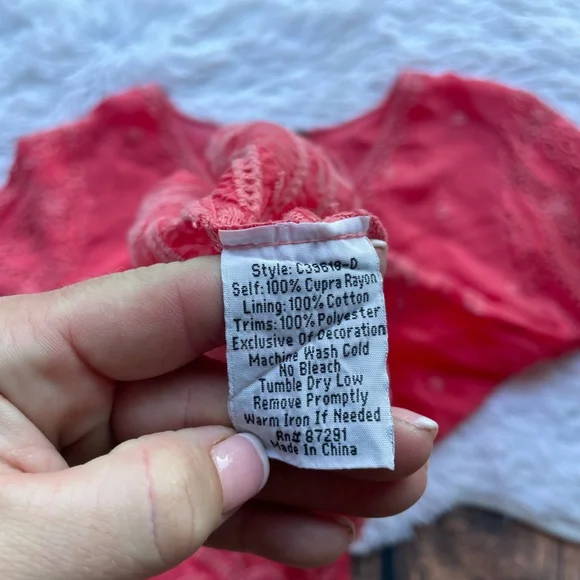 Style: C39618-D
Self: 100% Cupra Rayon
Lining: 100% Cotton
Trims: 100% Polyester
Exclusive Of Decoration
Machine Wash Cold
No Bleach
Tumble Dry Low
Remove Promptly
Warm Iron If Needed
Rn# 87291
Made In China